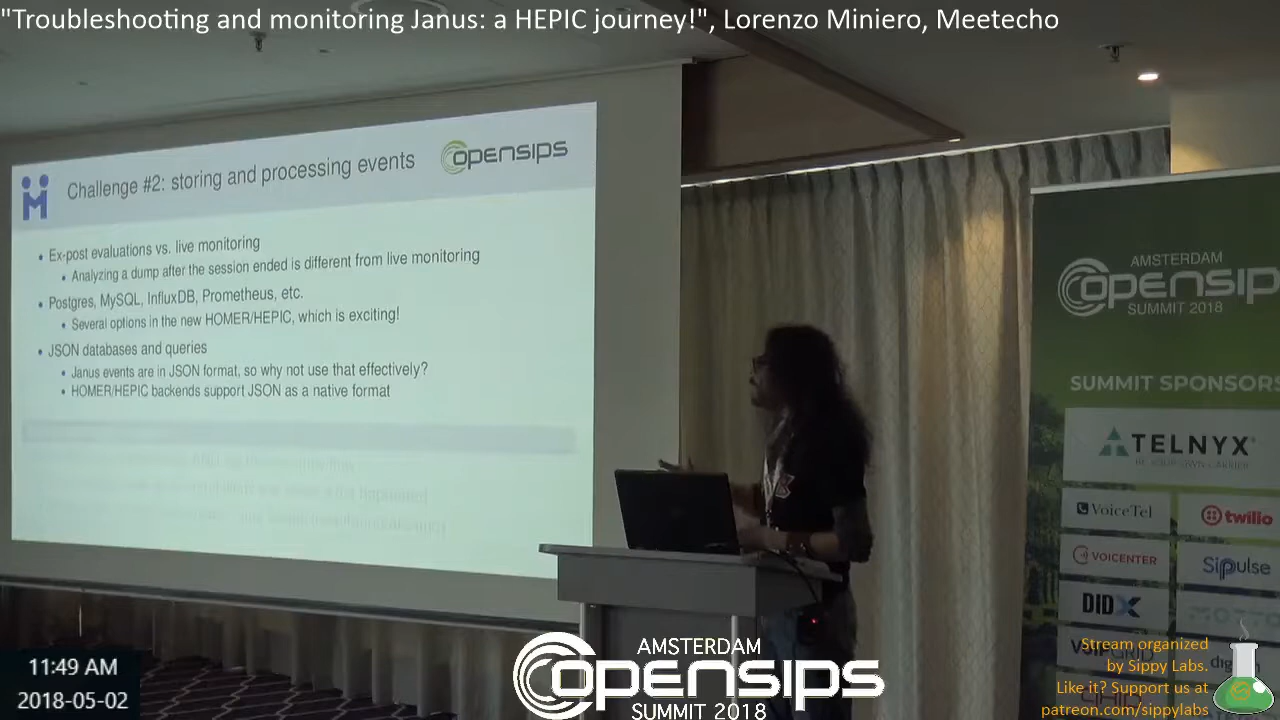 "Troubleshooting and monitoring Janus: a HEPIC journey!", Lorenzo Miniero, Meetecho
Challenge #2: storing and processing events
opensips
• Ex-post evaluations vs. live monitoring
• Analyzing a dump after the session ended is different from live monitoring
• Postgres, MySQL, InfluxDB, Prometheus, etc.
• Several options in the new HOMER/HEPIC, which is exciting!
• JSON databases and queries
• Janus events are in JSON format, so why not use that effectively?
• HOMER/HEPIC backends support JSON as a native format
AMSTERDAM
opensips
SUMMIT 2018
SUMMIT SPONSORS
TELNYX
VoiceTel
twilio
VOICENTER
Sipulse
DIDX
11:49 AM
2018-05-02
AMSTERDAM
opensips
SUMMIT 2018
Stream organized
by Sippy Labs.
Like it? Support us at
patreon.com/sippylabs